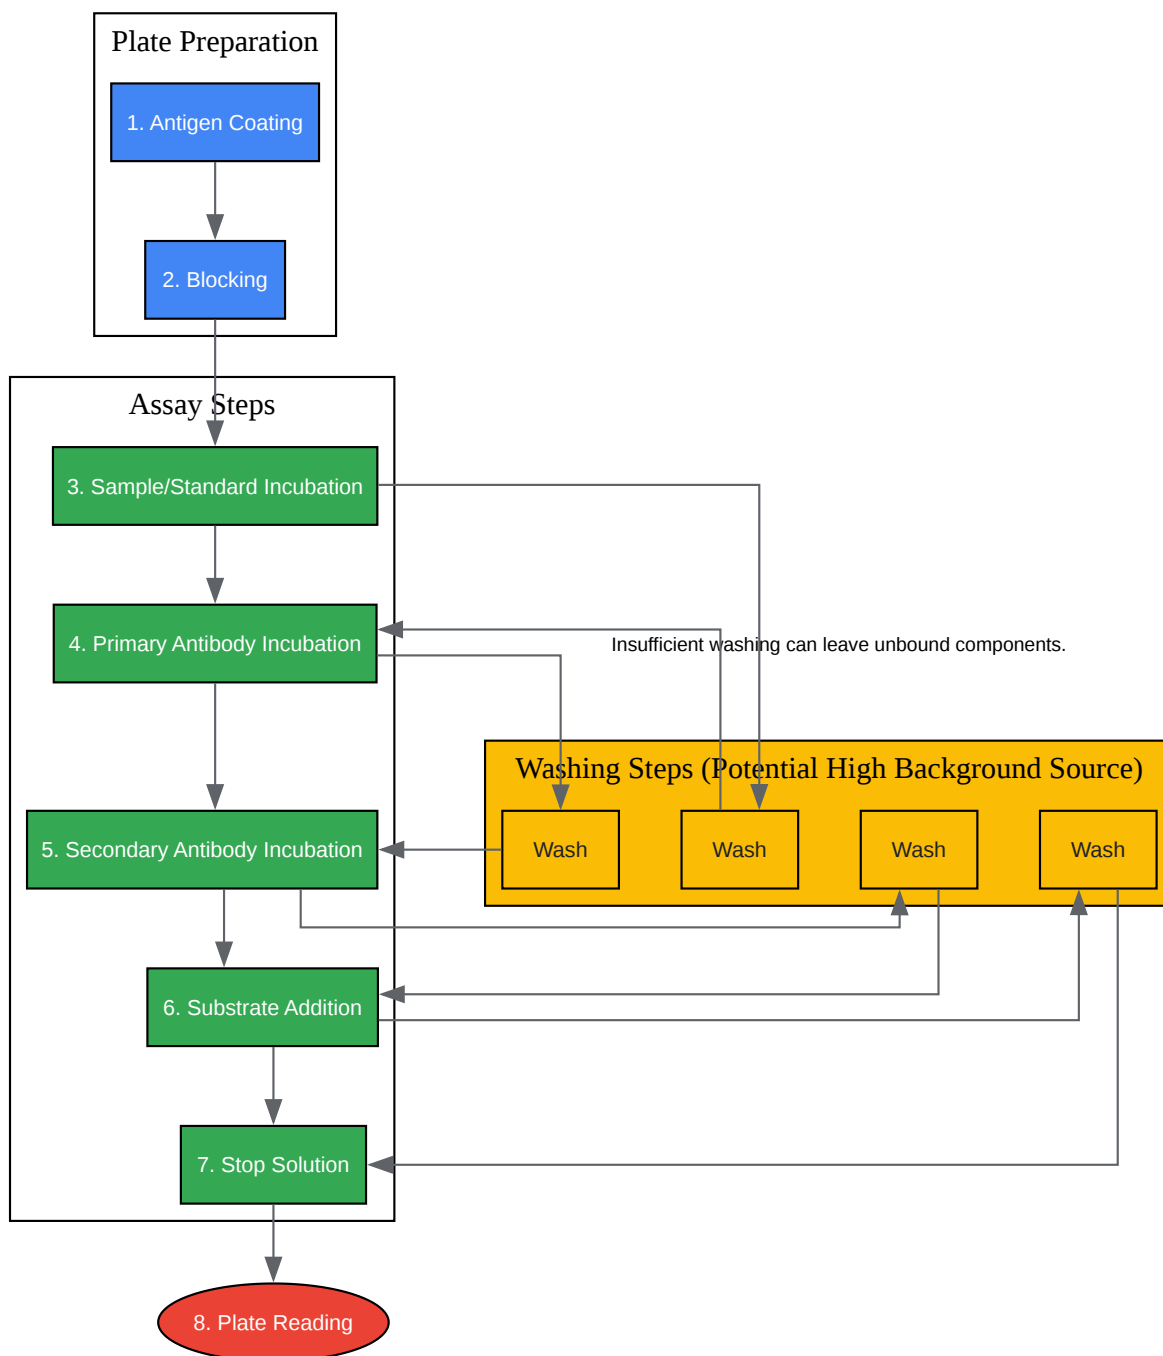 Plate Preparation
1. Antigen Coating
2. Blocking
Assay Steps
3. Sample/Standard Incubation
4. Primary Antibody Incubation
Insufficient washing can leave unbound components.
Washing Steps (Potential High Background Source)
5. Secondary Antibody Incubation
Wash
Wash
Wash
Wash
6. Substrate Addition
7. Stop Solution
8. Plate Reading